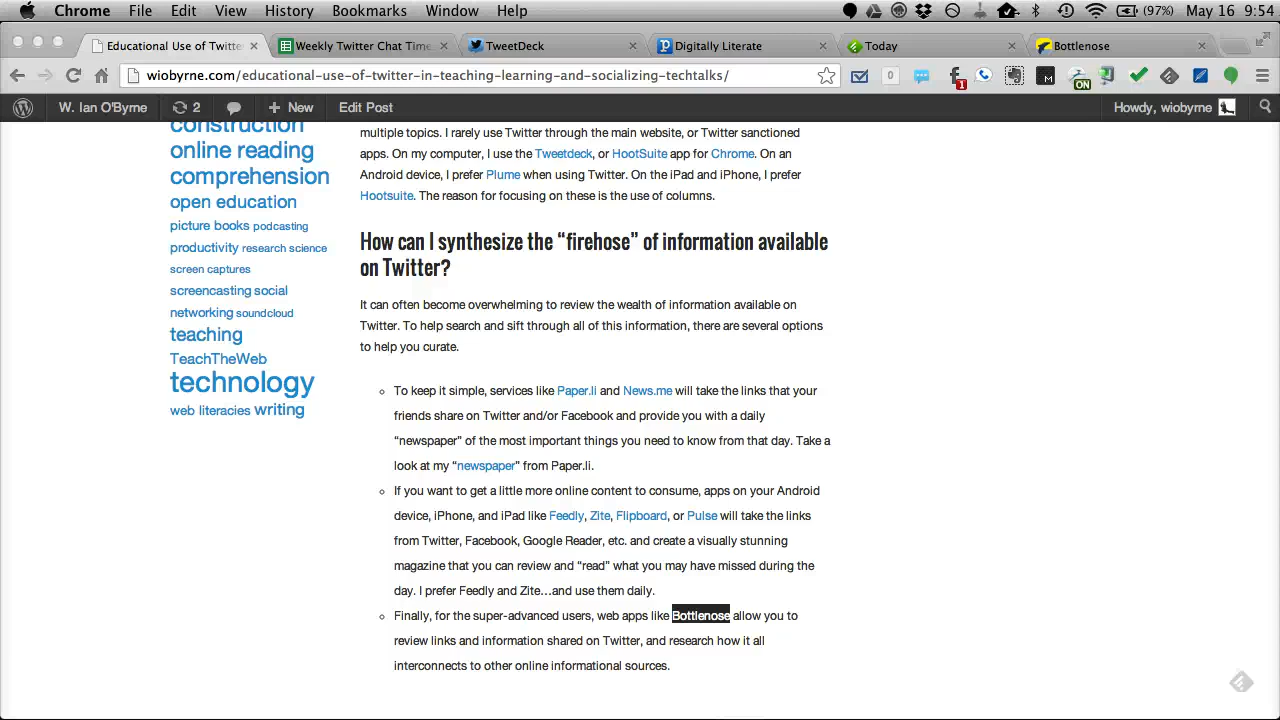 Chrome File Edit View History Bookmarks Window Help (97%) May 16 9:54
Educational Use of Twitte Weekly Twitter Chat Time TweetDeck Digitally Literate Today Bottlenose
wiobyrne.com/educational-use-of-twitter-in-teaching-learning-and-socializing-techtalks/ 0 1 ON
W. Ian O'Byrne 2 New Edit Post Howdy, wiobyrne
construction
online reading
comprehension
open education
picture books podcasting
productivity research science
screen captures
screencasting social
networking soundcloud
teaching
TeachTheWeb
technology
web literacies writing
multiple topics. I rarely use Twitter through the main website, or Twitter sanctioned
apps. On my computer, I use the Tweetdeck, or HootSuite app for Chrome. On an
Android device, I prefer Plume when using Twitter. On the iPad and iPhone, I prefer
Hootsuite. The reason for focusing on these is the use of columns.
How can I synthesize the “firehose” of information available
on Twitter?
It can often become overwhelming to review the wealth of information available on
Twitter. To help search and sift through all of this information, there are several options
to help you curate.
To keep it simple, services like Paper.li and News.me will take the links that your
friends share on Twitter and/or Facebook and provide you with a daily
“newspaper” of the most important things you need to know from that day. Take a
look at my “newspaper” from Paper.li.
If you want to get a little more online content to consume, apps on your Android
device, iPhone, and iPad like Feedly, Zite, Flipboard, or Pulse will take the links
from Twitter, Facebook, Google Reader, etc. and create a visually stunning
magazine that you can review and “read” what you may have missed during the
day. I prefer Feedly and Zite…and use them daily.
Finally, for the super-advanced users, web apps like Bottlenose allow you to
review links and information shared on Twitter, and research how it all
interconnects to other online informational sources.